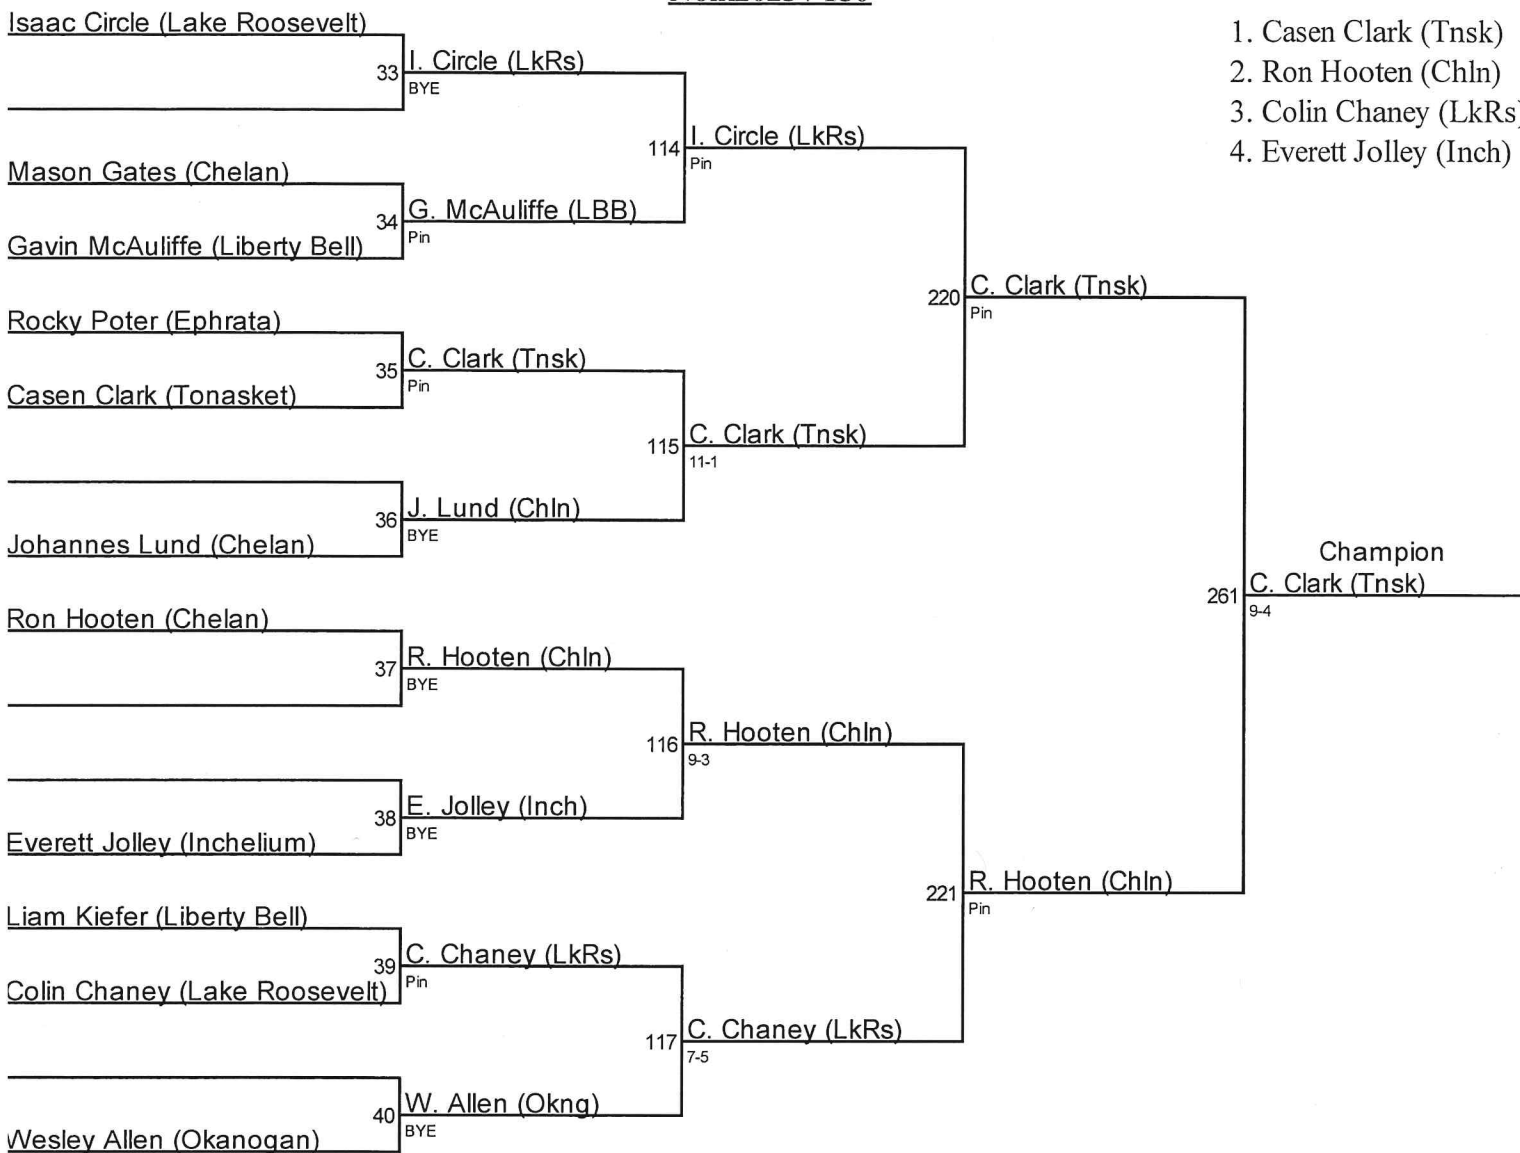 Isaac Circle (Lake Roosevelt)
33 I. Circle (LkRs)
BYE
114 I. Circle (LkRs)
Pin
Mason Gates (Chelan)
34 G. McAuliffe (LBB)
Pin
Gavin McAuliffe (Liberty Bell)
220 C. Clark (Tnsk)
Pin
Rocky Poter (Ephrata)
35 C. Clark (Tnsk)
Pin
Casen Clark (Tonasket)
115 C. Clark (Tnsk)
11-1
36 J. Lund (Chln)
BYE
Johannes Lund (Chelan)
Champion
261 C. Clark (Tnsk)
9-4
Ron Hooten (Chelan)
37 R. Hooten (Chln)
BYE
116 R. Hooten (Chln)
9-3
38 E. Jolley (Inch)
BYE
Everett Jolley (Inchelium)
221 R. Hooten (Chln)
Pin
Liam Kiefer (Liberty Bell)
39 C. Chaney (LkRs)
Pin
Colin Chaney (Lake Roosevelt)
117 C. Chaney (LkRs)
7-5
40 W. Allen (Okng)
BYE
Wesley Allen (Okanogan)
1. Casen Clark (Tnsk)
2. Ron Hooten (Chln)
3. Colin Chaney (LkRs)
4. Everett Jolley (Inch)